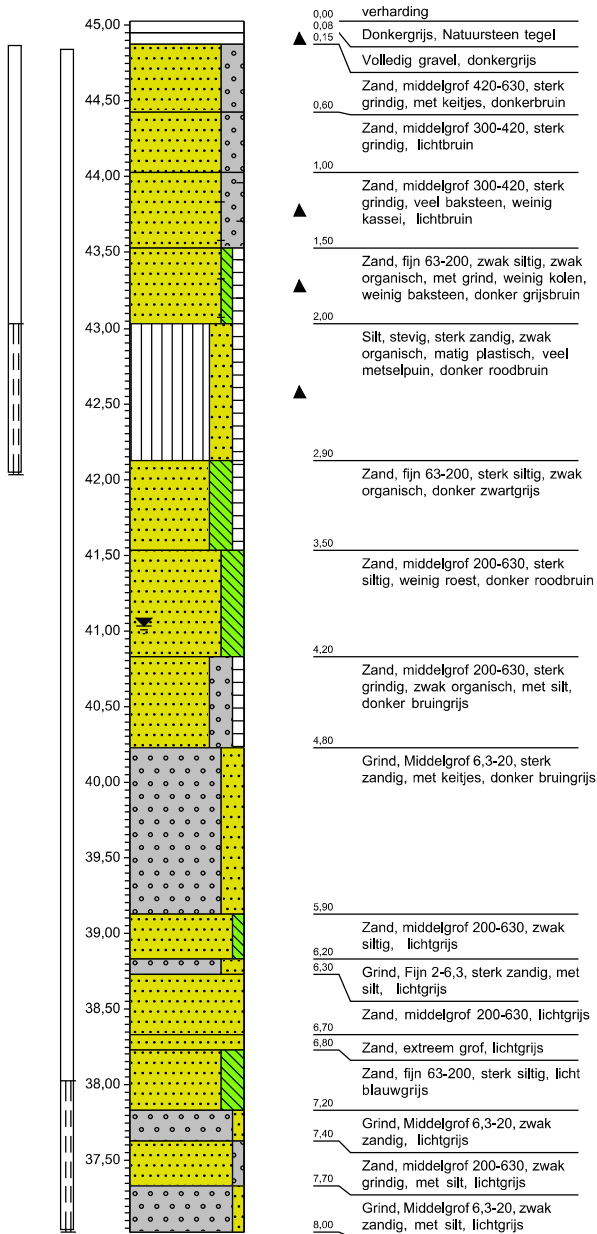 0,00
verharding
45,00
0,08
Donkergrijs, Natuursteen tegel
0,15
Volledig gravel, donkergrijs
Zand, middelgrof 420-630, sterk
grindig, met keitjes, donkerbruin
44,50
0,60
Zand, middelgrof 300-420, sterk
grindig, lichtbruin
44,00
1,00
Zand, middelgrof 300-420, sterk
grindig, veel baksteen, weinig
kassei, lichtbruin
43,50
1,50
Zand, fijn 63-200, zwak siltig, zwak
organisch, met grind, weinig kolen,
weinig baksteen, donker grijsbruin
43,00
2,00
Silt, stevig, sterk zandig, zwak
organisch, matig plastisch, veel
metselpuin, donker roodbruin
42,50
2,90
42,00
Zand, fijn 63-200, sterk siltig, zwak
organisch, donker zwartgrijs
41,50
3,50
Zand, middelgrof 200-630, sterk
siltig, weinig roest, donker roodbruin
41,00
4,20
Zand, middelgrof 200-630, sterk
grindig, zwak organisch, met silt,
donker bruingrijs
40,50
4,80
Grind, Middelgrof 6,3-20, sterk
zandig, met keitjes, donker bruingrijs
40,00
39,50
5,90
39,00
Zand, middelgrof 200-630, zwak
siltig, lichtgrijs
6,20
6,30
Grind, Fijn 2-6,3, sterk zandig, met
silt, lichtgrijs
38,50
Zand, middelgrof 200-630, lichtgrijs
6,70
6,80
Zand, extreem grof, lichtgrijs
38,00
Zand, fijn 63-200, sterk siltig, licht
blauwgrijs
7,20
Grind, Middelgrof 6,3-20, zwak
zandig, lichtgrijs
7,40
37,50
Zand, middelgrof 200-630, zwak
grindig, met silt, lichtgrijs
7,70
Grind, Middelgrof 6,3-20, zwak
zandig, met silt, lichtgrijs
8,00